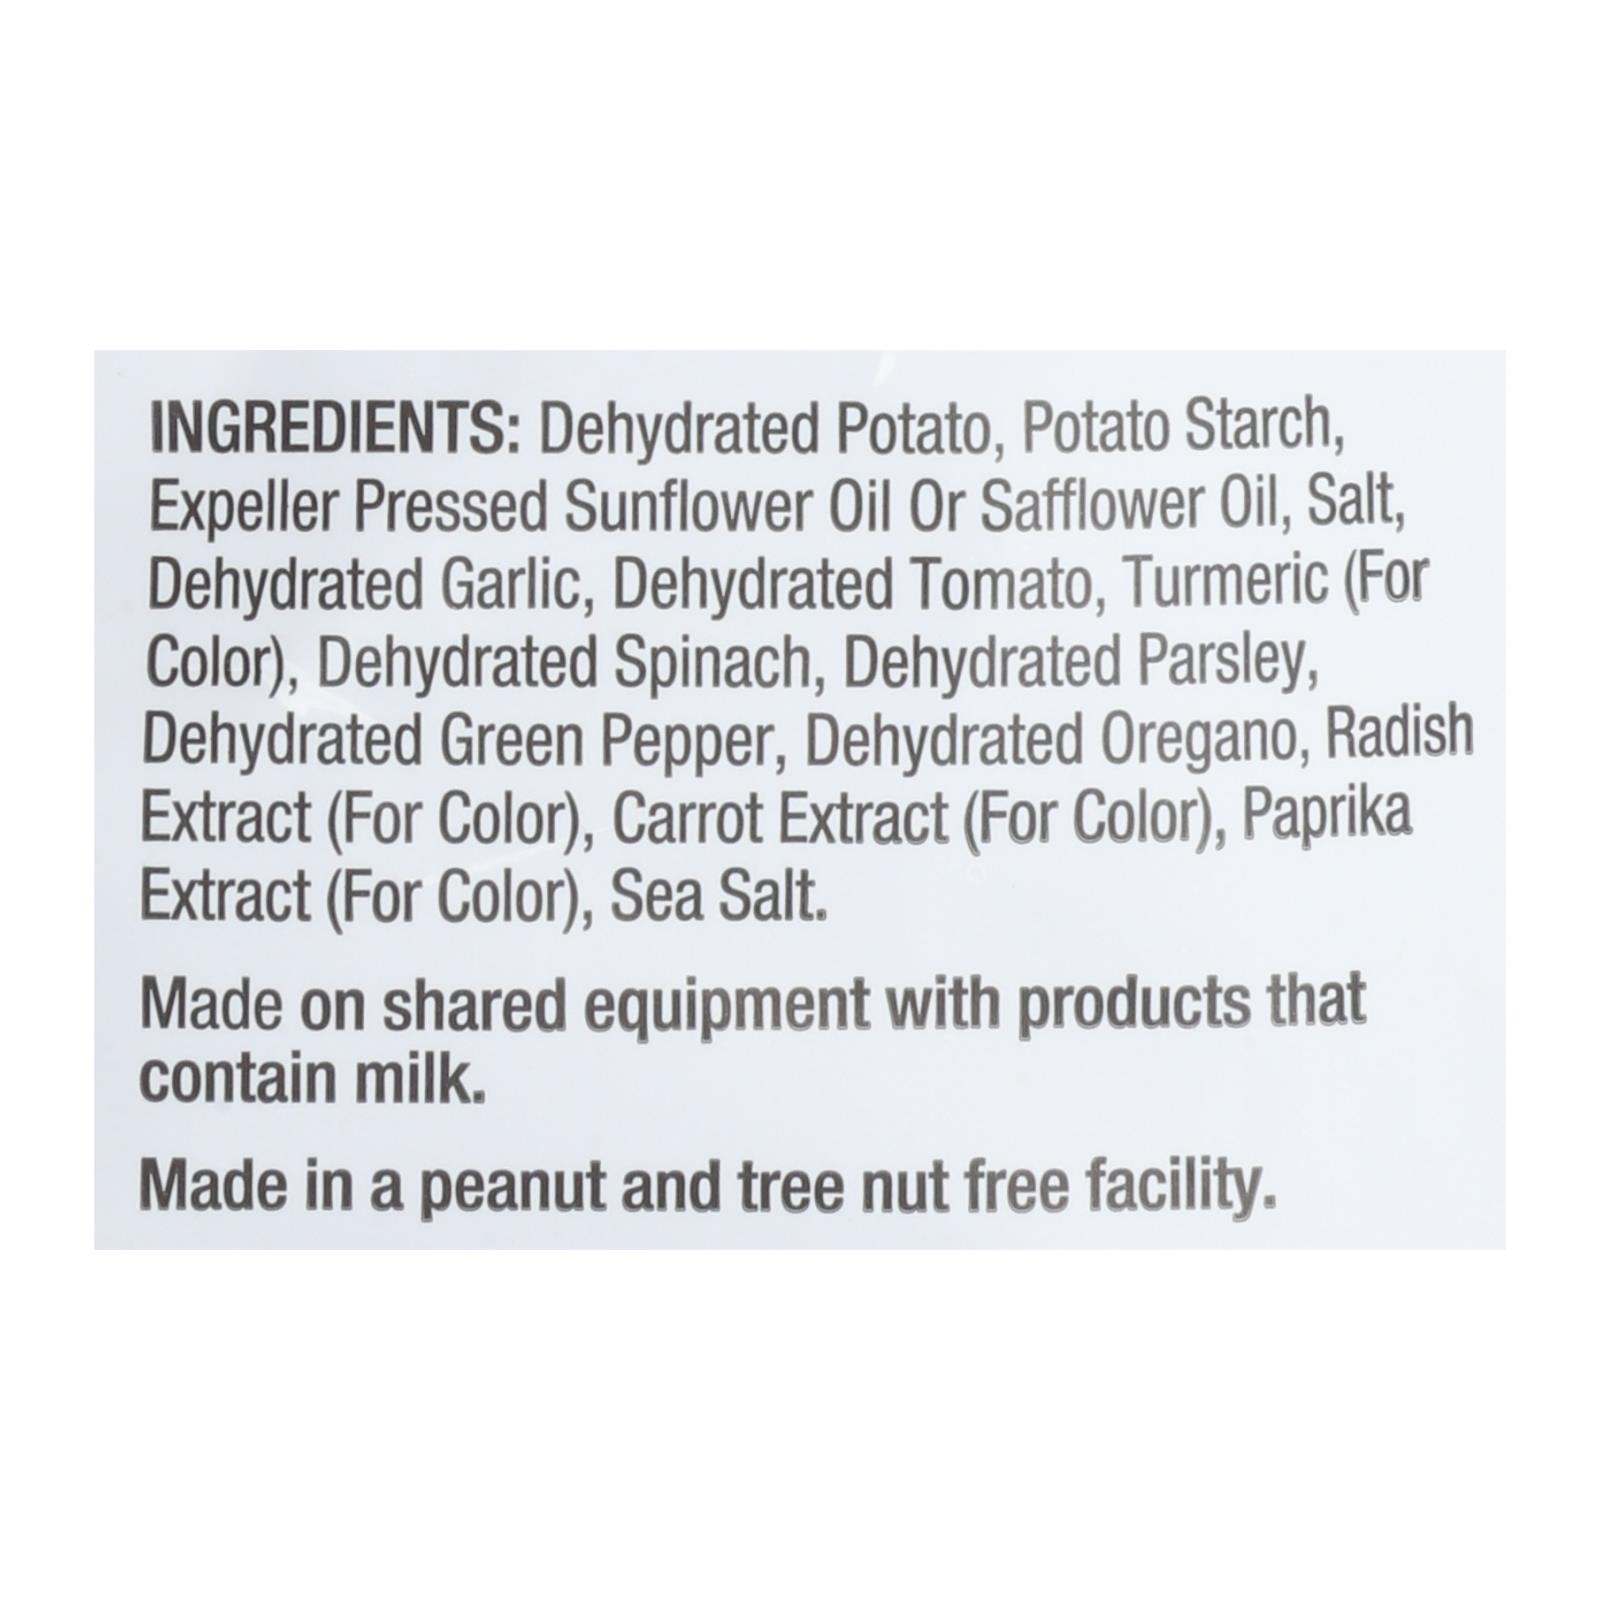 INGREDIENTS: Dehydrated Potato, Potato Starch,
Expeller Pressed Sunflower Oil Or Safflower Oil, Salt,
Dehydrated Garlic, Dehydrated Tomato, Turmeric (For
Color), Dehydrated Spinach, Dehydrated Parsley,
Dehydrated Green Pepper, Dehydrated Oregano, Radish
Extract (For Color), Carrot Extract (For Color), Paprika
Extract (For Color), Sea Salt.
Made on shared equipment with products that
contain milk.
Made in a peanut and tree nut free facility.